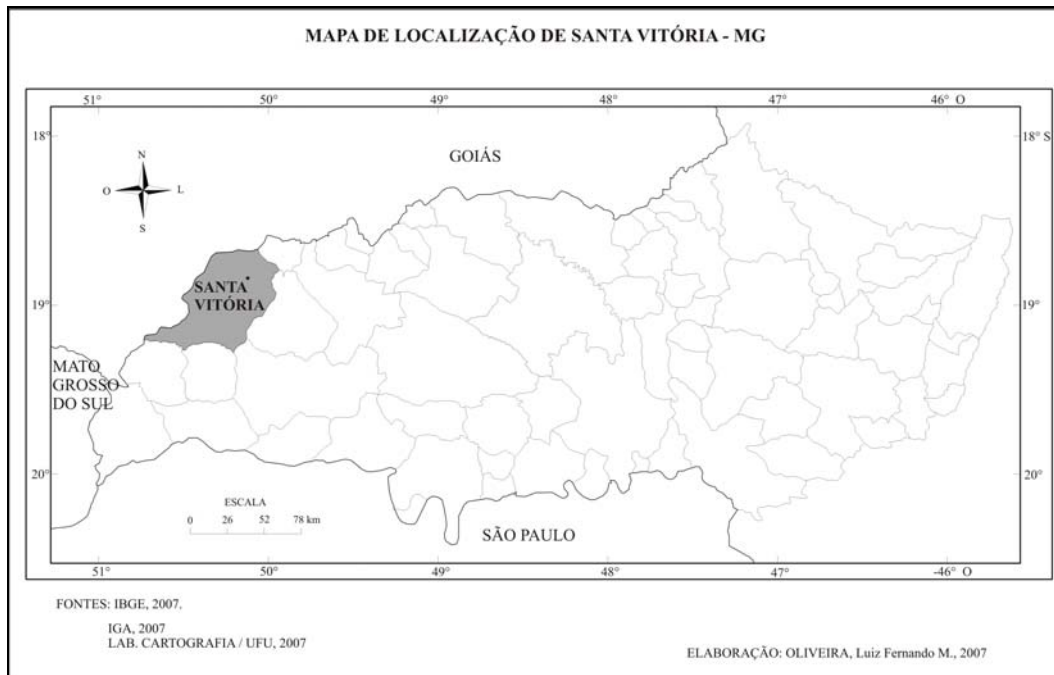 MAPA DE LOCALIZAÇÃO DE SANTA VITÓRIA - MG
51° 50° 49° 48° 47° 46° O
18° 18° S
GOIÁS
N
O L
S
SANTA
VITÓRIA
19° 19°
MATO
GROSSO
DO SUL
20° 20°
ESCALA
0 26 52 78 km
SÃO PAULO
51° 50° 49° 48° 47° -46° O
FONTES: IBGE, 2007.
IGA, 2007
LAB. CARTOGRAFIA / UFU, 2007
ELABORAÇÃO: OLIVEIRA, Luiz Fernando M., 2007